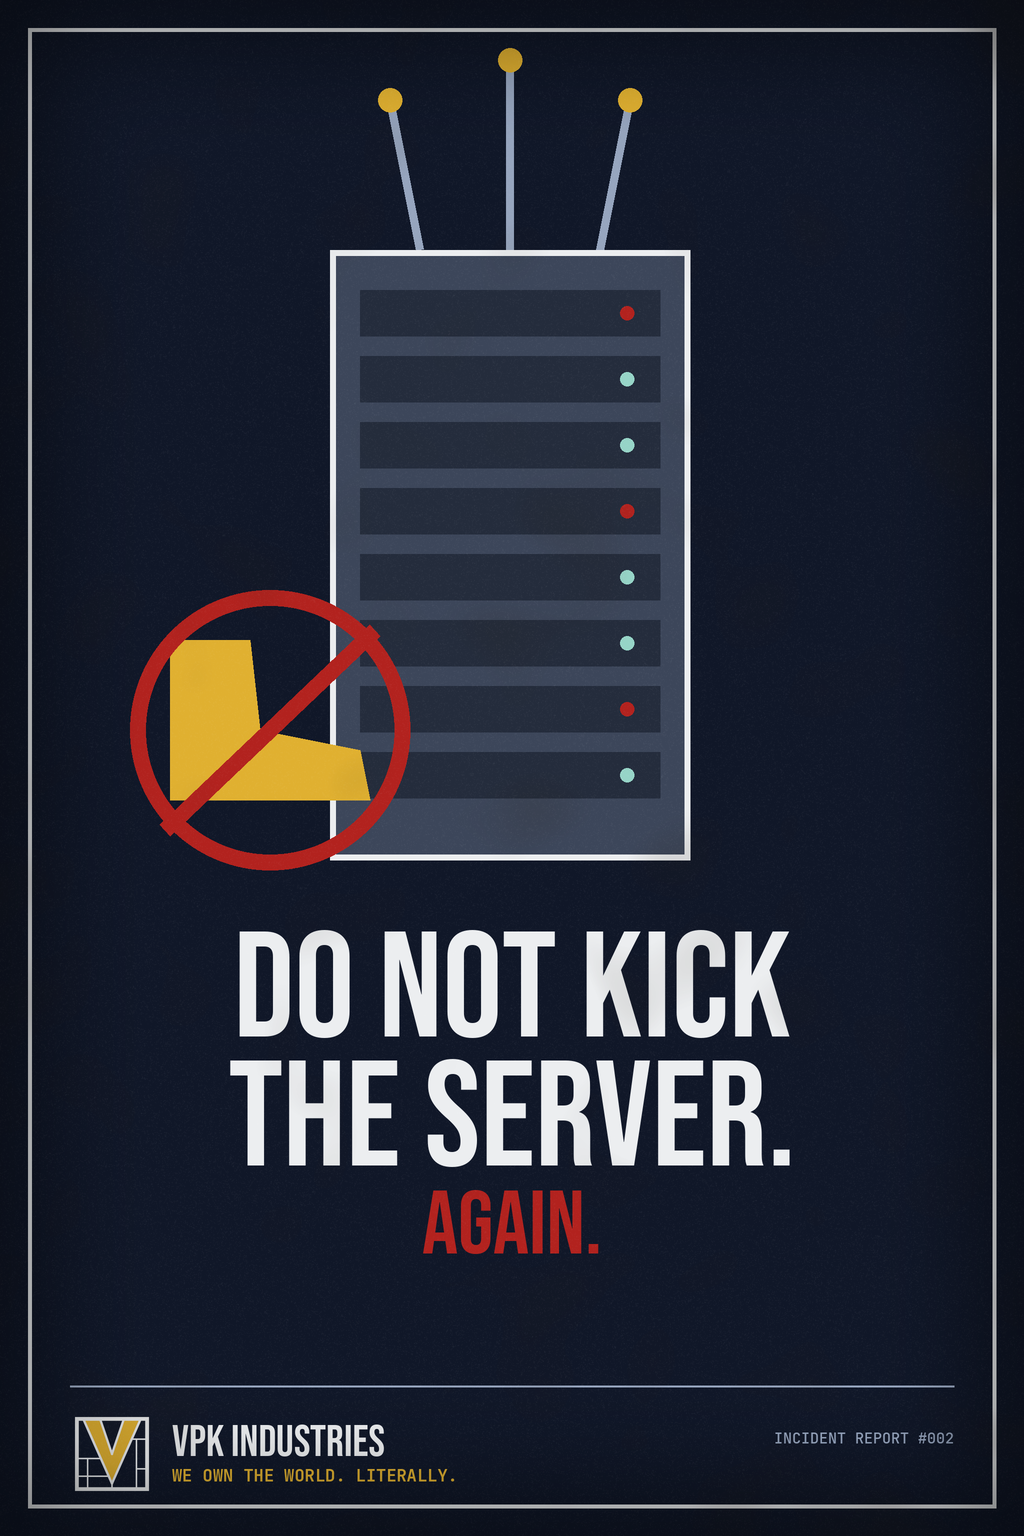 DO NOT KICK
THE SERVER.
AGAIN.
VPK INDUSTRIES
WE OWN THE WORLD. LITERALLY.
INCIDENT REPORT #002